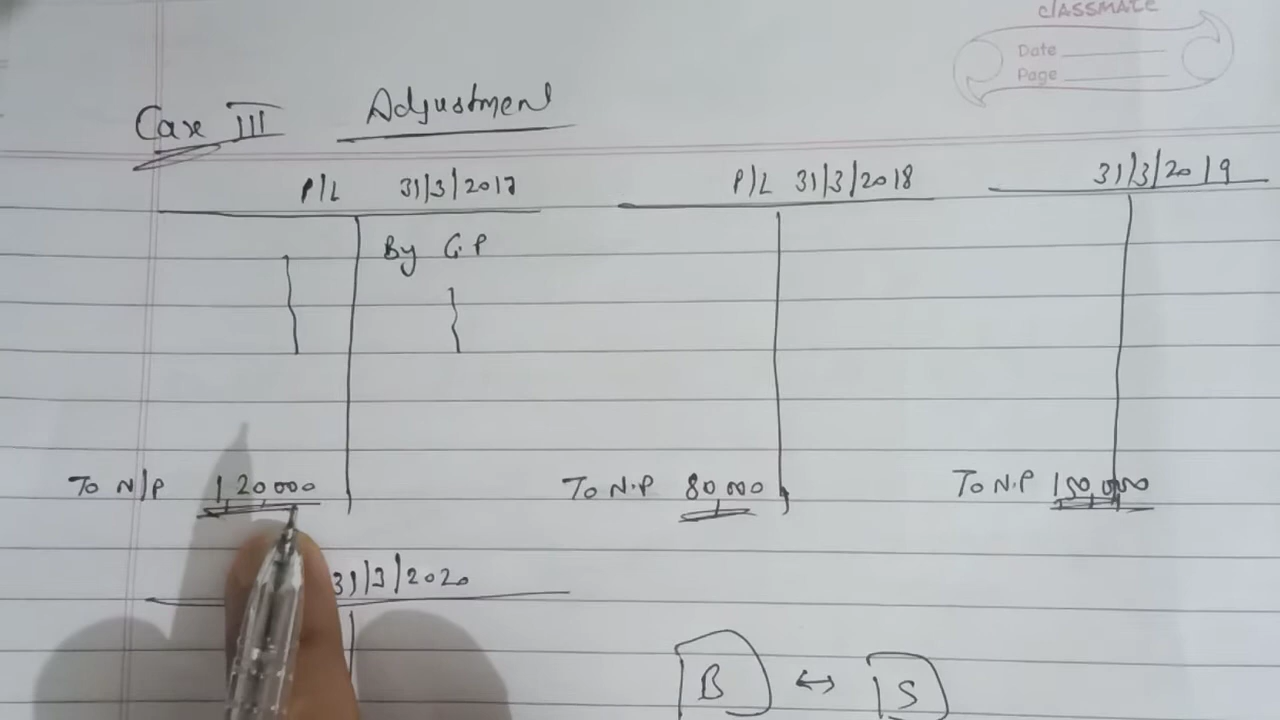 classmate
Date
Page
Case III Adjustment
P/L 31/3/2017
P/L 31/3/2018
31/3/2019
By G.P
To N/P 1,20,000
To N.P 80,000
To N.P 150,000
31/3/2020
B ↔ S